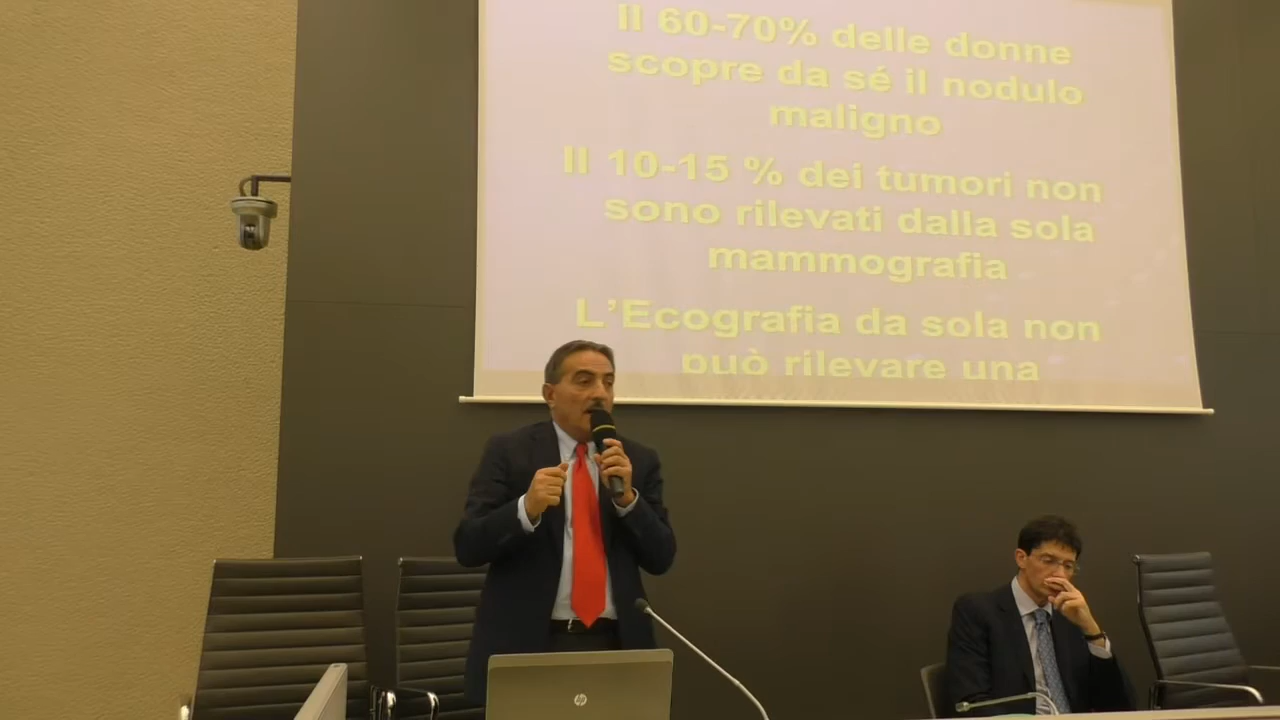 Il 60-70% delle donne
scopre da sé il nodulo
maligno
Il 10-15 % dei tumori non
sono rilevati dalla sola
mammografia
L'Ecografia da sola non
può rilevare una
hp